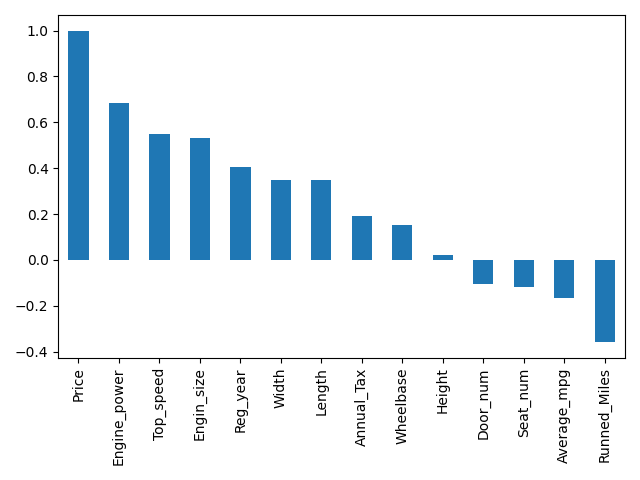 1.0
0.8
0.6
0.4
0.2
0.0
−0.2
−0.4
Price
Engine_power
Top_speed
Engin_size
Reg_year
Width
Length
Annual_Tax
Wheelbase
Height
Door_num
Seat_num
Average_mpg
Runned_Miles